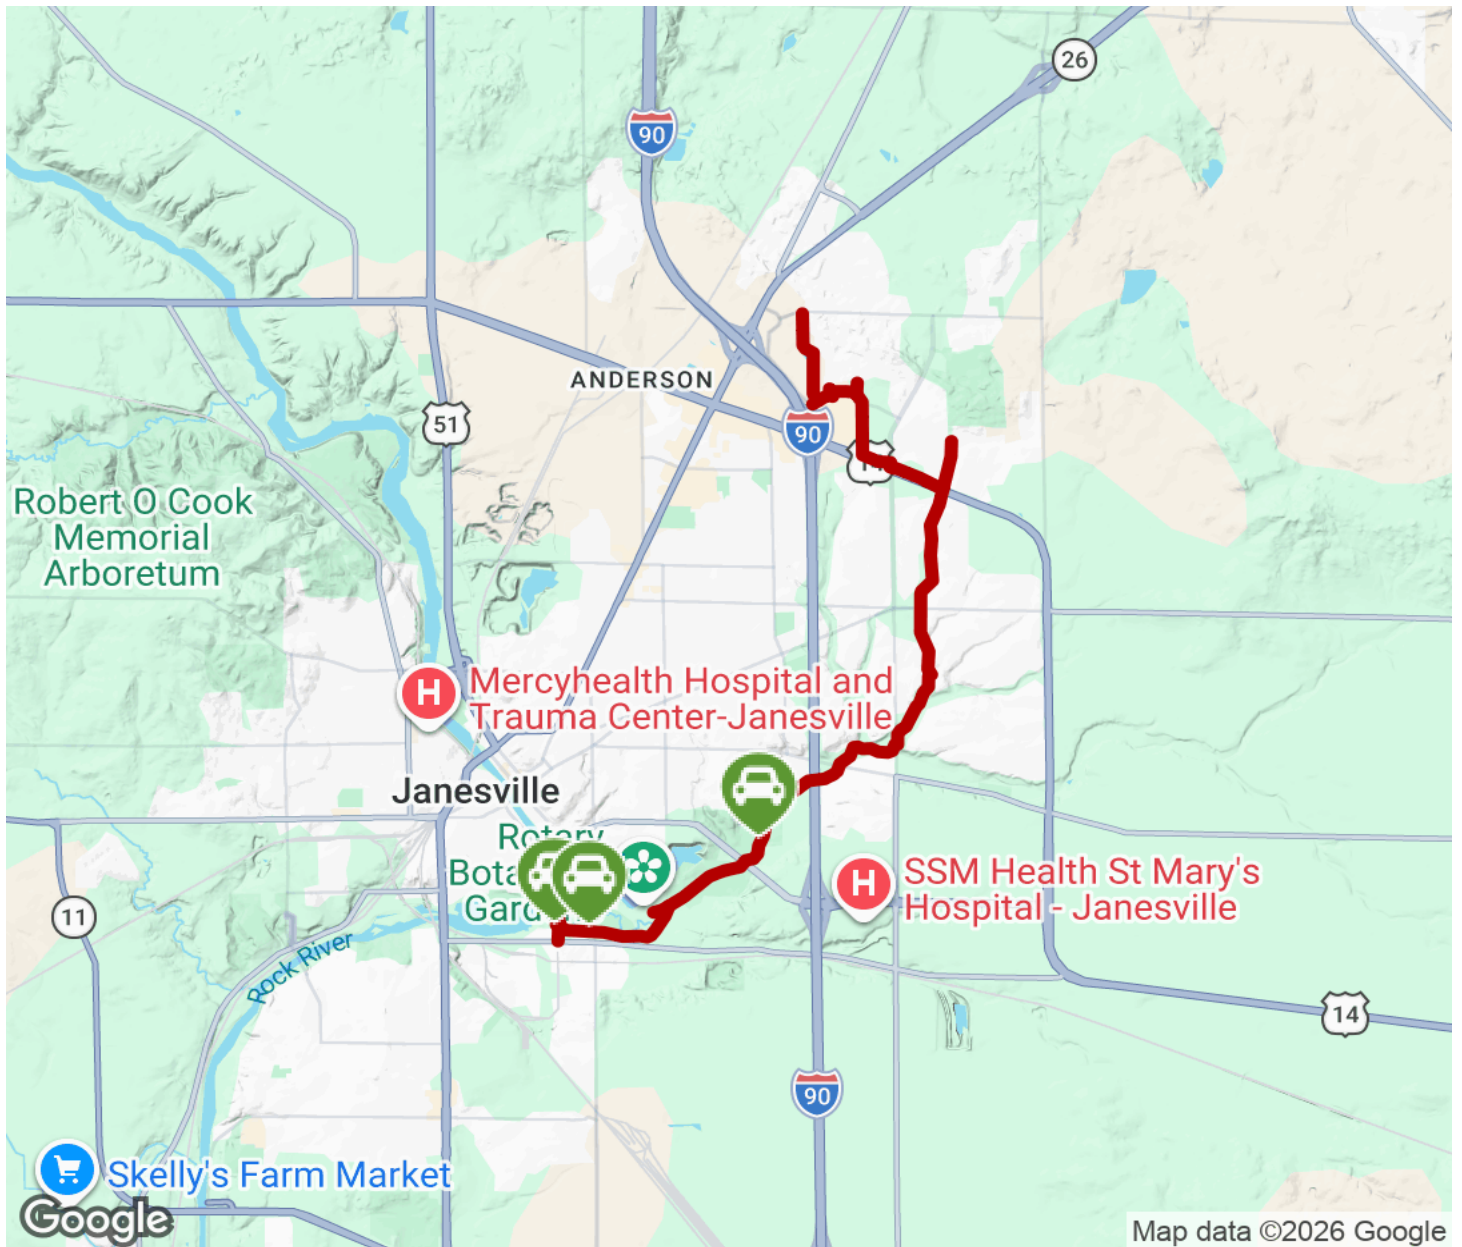 26
90
ANDERSON
51
90
Robert O Cook
Memorial
Arboretum
Mercyhealth Hospital and
Trauma Center-Janesville
Janesville
Rotary
SSM Health St Mary's
Hospital - Janesville
11
Rock River
14
90
Skelly's Farm Market
Google
Map data ©2026 Google